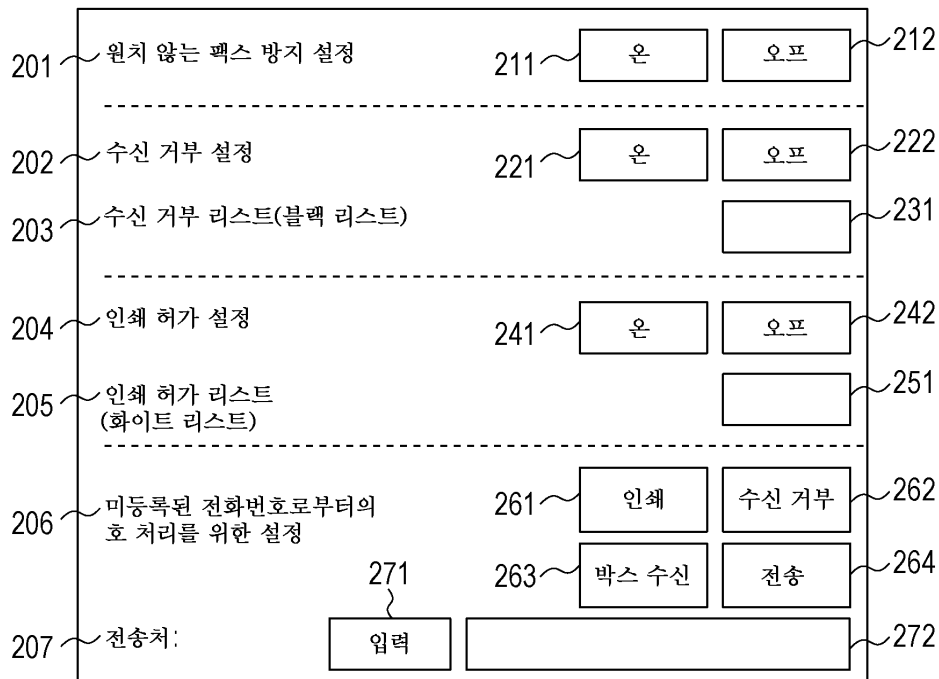 201 원치 않는 팩스 방지 설정 211 온 오프 212
202 수신 거부 설정 221 온 오프 222
203 수신 거부 리스트(블랙 리스트) 231
204 인쇄 허가 설정 241 온 오프 242
205 인쇄 허가 리스트 251
(화이트 리스트)
206 미등록된 전화번호로부터의 261 인쇄 수신 거부 262
호 처리를 위한 설정
263 박스 수신 전송 264
271
207 전송처: 입력 272